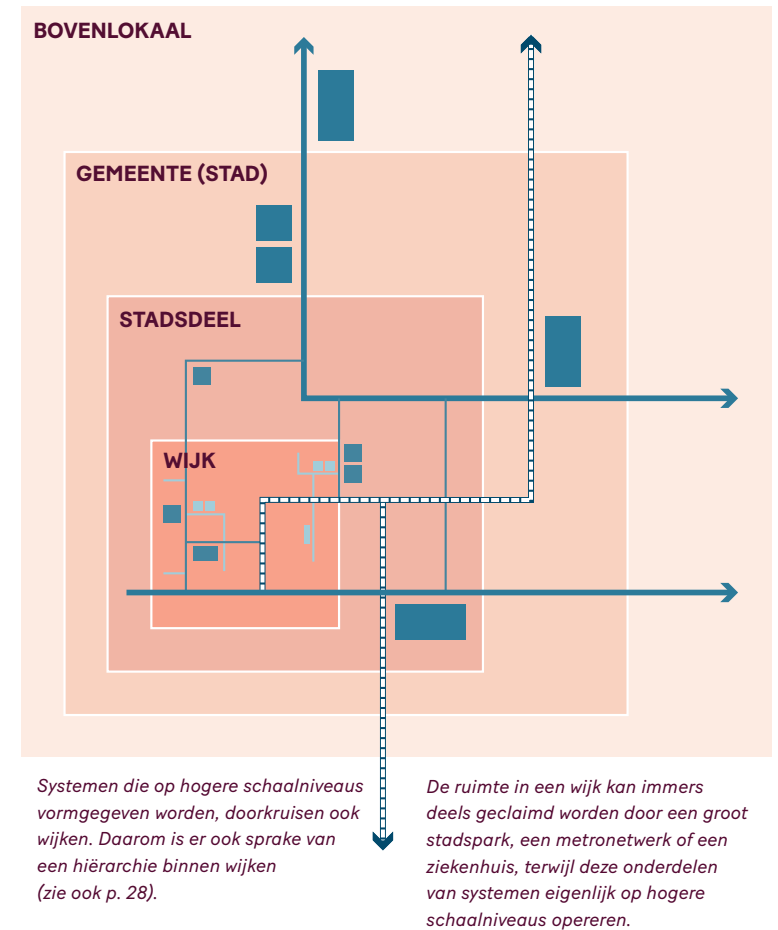 BOVENLOKAAL
GEMEENTE (STAD)
STADSDEEL
WIJK
Systemen die op hogere schaalniveaus
vormgegeven worden, doorkruisen ook
wijken. Daarom is er ook sprake van
een hiërarchie binnen wijken
(zie ook p. 28).
De ruimte in een wijk kan immers
deels geclaimd worden door een groot
stadspark, een metronetwerk of een
ziekenhuis, terwijl deze onderdelen
van systemen eigenlijk op hogere
schaalniveaus opereren.